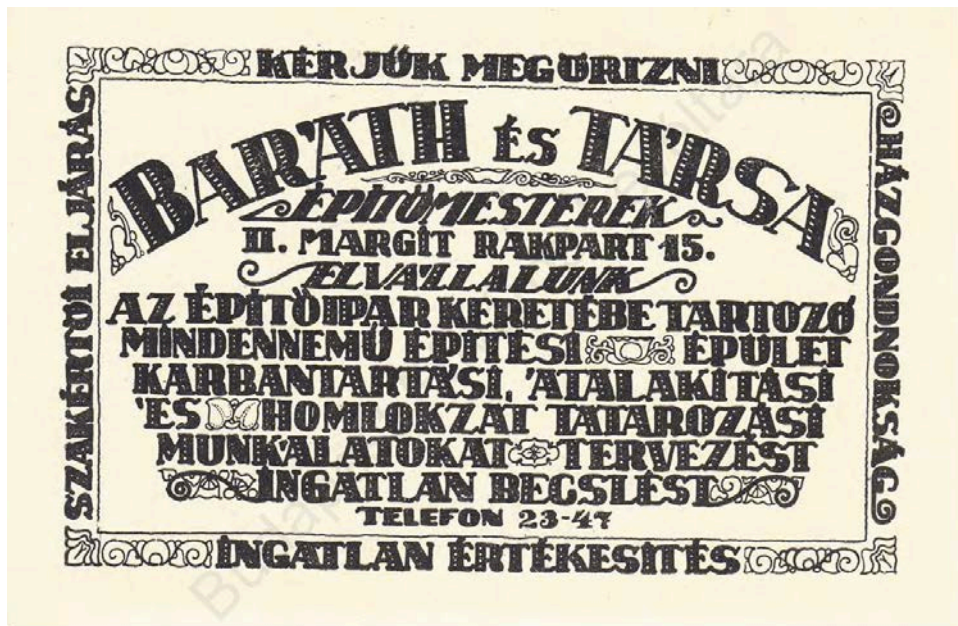 KÉRJÜK MEGŐRIZNI
SZAKÉRTŐI ELJÁRÁS
BARÁTH ÉS TÁRSA
ÉPÍTŐMESTEREK
II. MARGIT RAKPART 15.
ELVÁLLALUNK
AZ ÉPÍTŐIPAR KERETÉBE TARTOZÓ
MINDENNEMŰ ÉPÍTÉSI ÉPÜLET
KARBANTARTÁSI, ÁTALAKÍTÁSI
ÉS HOMLOKZAT TATAROZÁSI
MUNKÁLATOKAT TERVEZÉST
INGATLAN BECSLÉST
TELEFON 23-47
HÁZGONDNOKSÁG
INGATLAN ÉRTÉKESÍTÉS